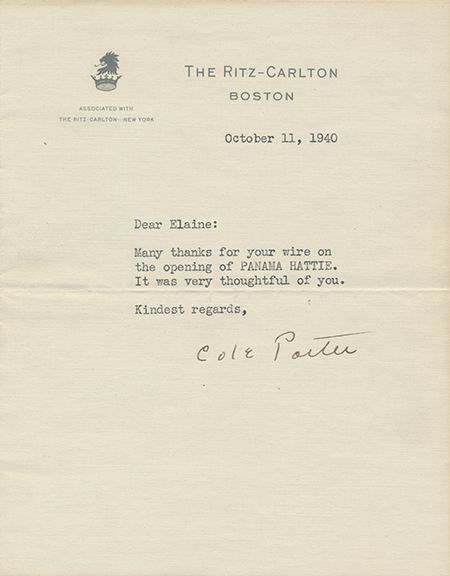 THE RITZ-CARLTON
BOSTON
ASSOCIATED WITH
THE RITZ-CARLTON-NEW YORK
October 11, 1940
Dear Elaine:
Many thanks for your wire on
the opening of PANAMA HATTIE.
It was very thoughtful of you.
Kindest regards,
Cole Porter